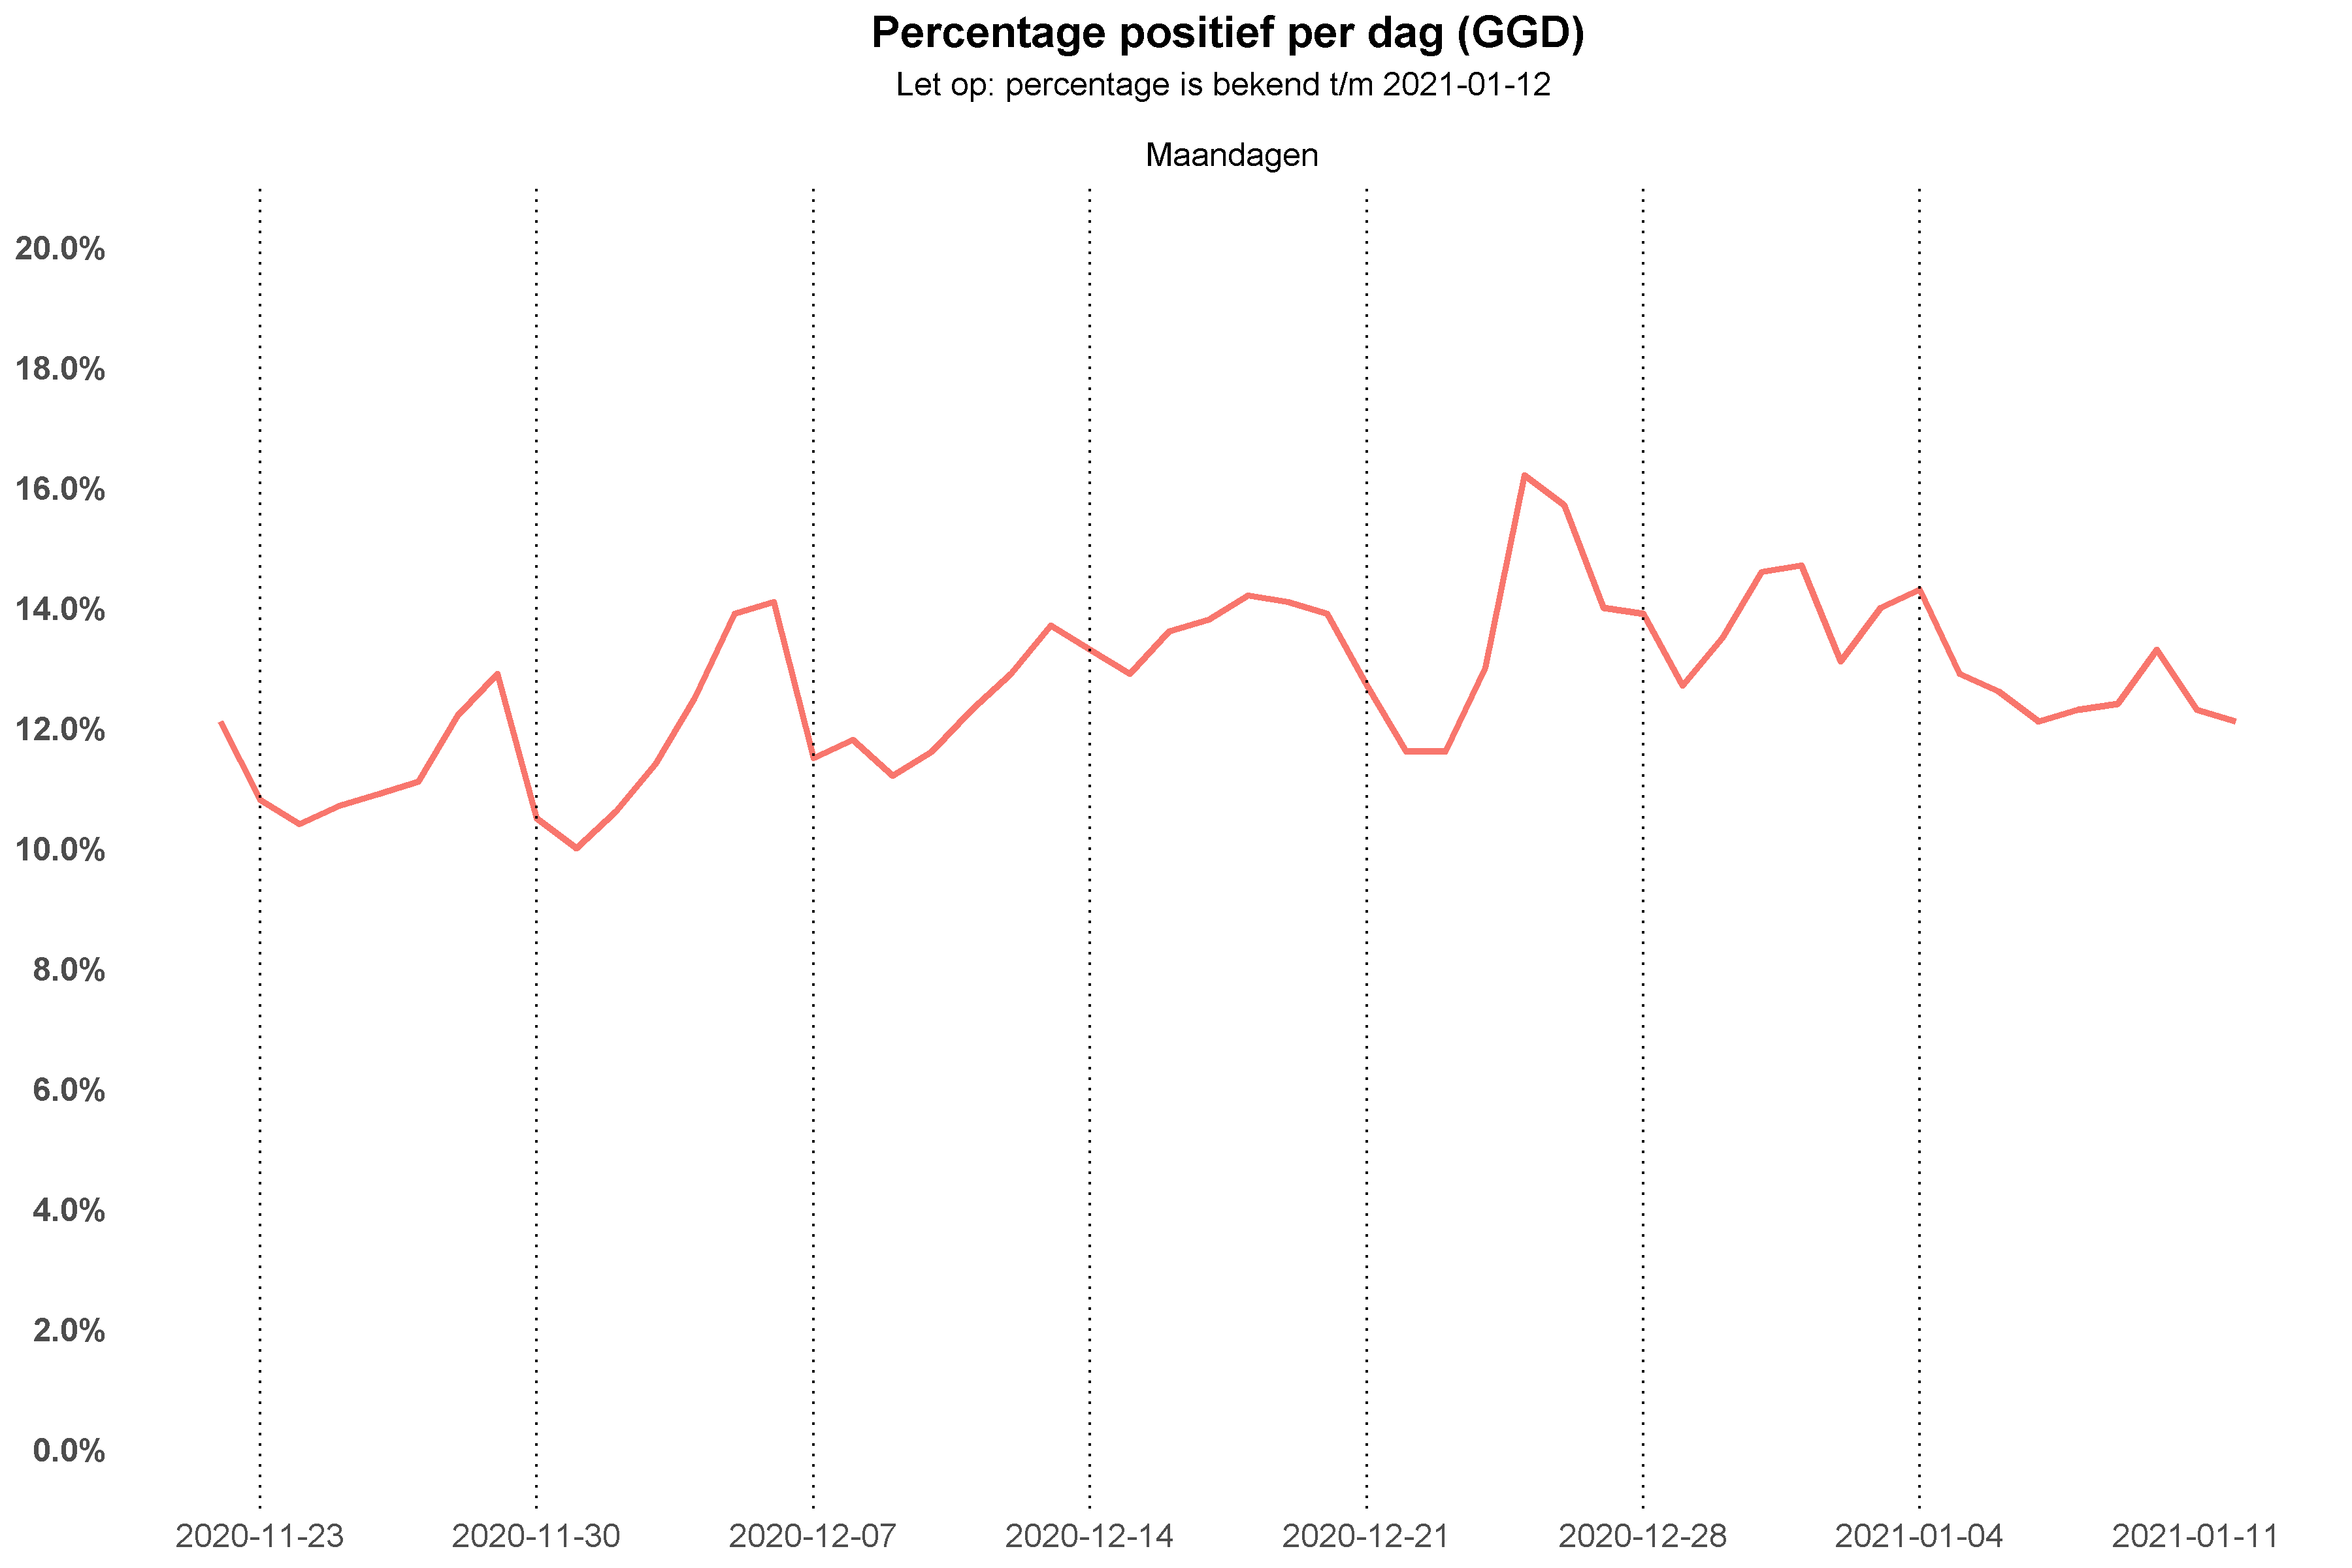 Percentage positief per dag (GGD)
Let op: percentage is bekend t/m 2021-01-12
Maandagen
20.0%
18.0%
16.0%
14.0%
12.0%
10.0%
8.0%
6.0%
4.0%
2.0%
0.0%
2020-11-23 2020-11-30 2020-12-07 2020-12-14 2020-12-21 2020-12-28 2021-01-04 2021-01-11